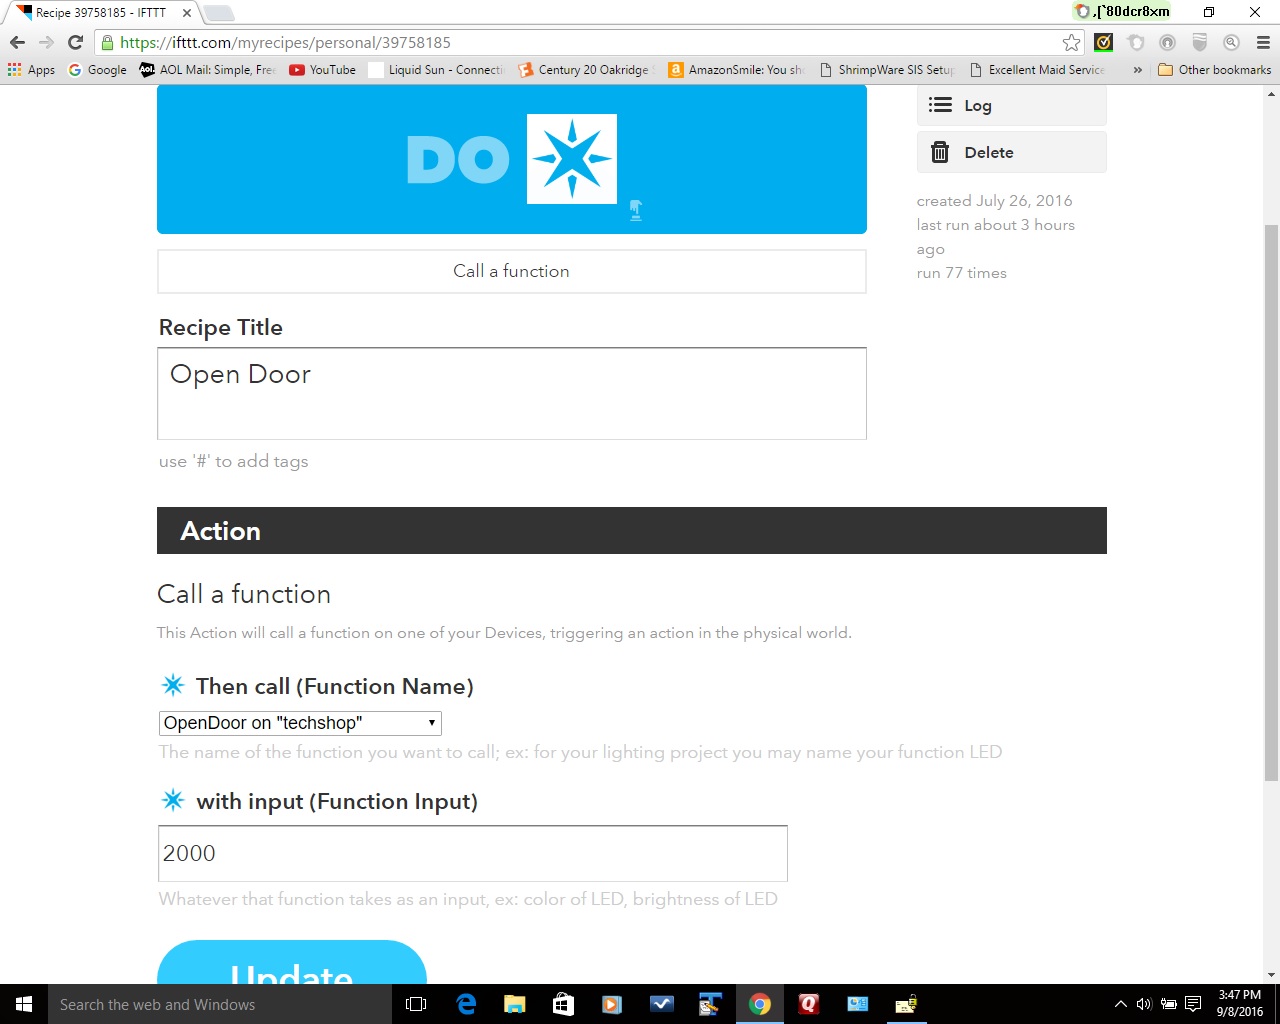 Recipe 39758185 - IFTTT
,[`80dcr8xm
https://ifttt.com/myrecipes/personal/39758185
Apps Google AOL Mail: Simple, Fre YouTube Liquid Sun - Connecti Century 20 Oakridge AmazonSmile: You sh ShrimpWare SIS Setup Excellent Maid Service » Other bookmarks
DO
Log
Delete
created July 26, 2016
last run about 3 hours
ago
run 77 times
Call a function
Recipe Title
Open Door
use '#' to add tags
Action
Call a function
This Action will call a function on one of your Devices, triggering an action in the physical world.
Then call (Function Name)
OpenDoor on "techshop"
The name of the function you want to call; ex: for your lighting project you may name your function LED
with input (Function Input)
2000
Whatever that function takes as an input, ex: color of LED, brightness of LED
Update
Search the web and Windows
3:47 PM
9/8/2016